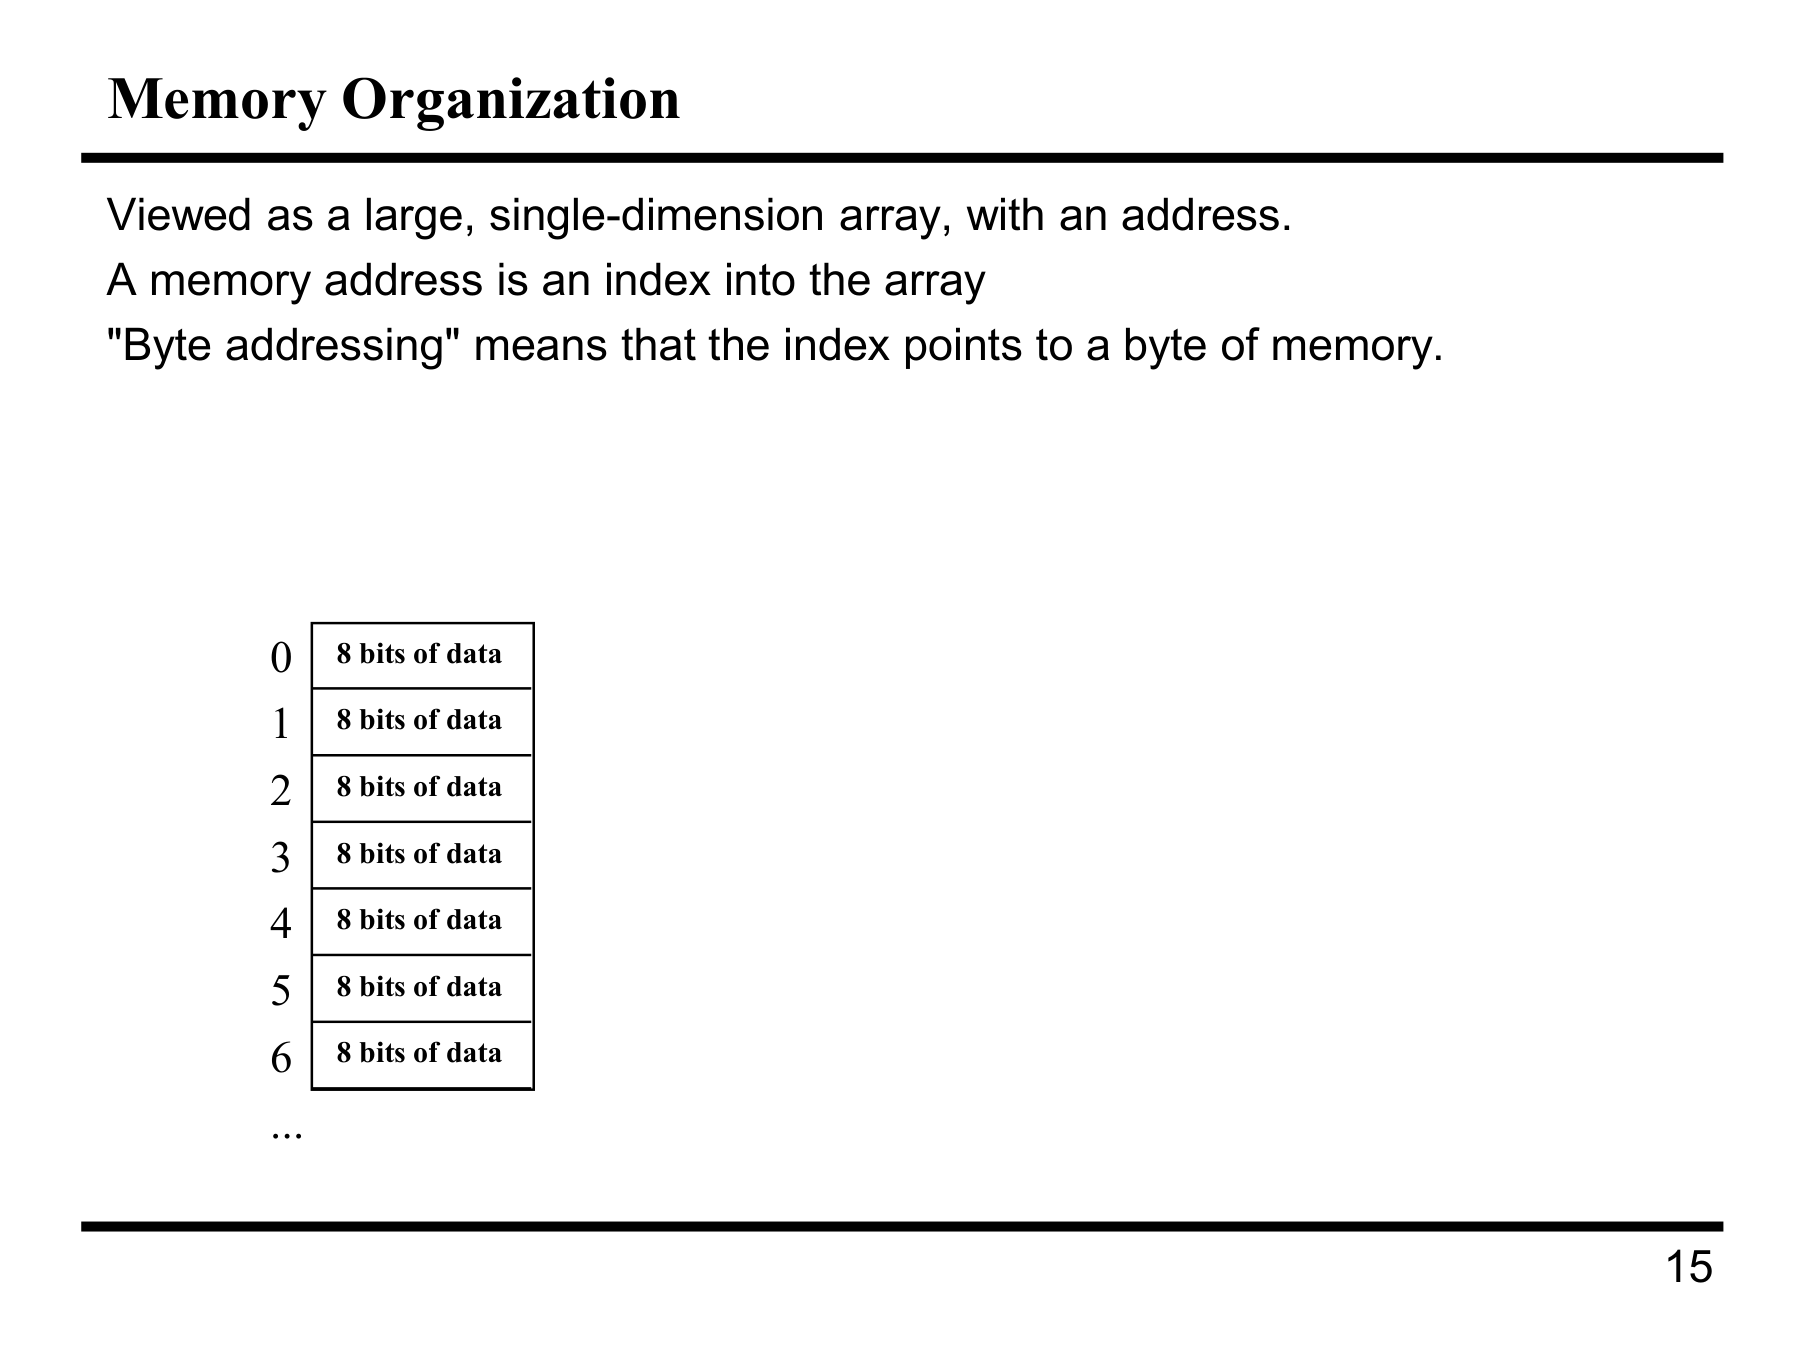 Memory Organization
Viewed as a large, single-dimension array, with an address.
A memory address is an index into the array
"Byte addressing" means that the index points to a byte of memory.
0 8 bits of data
1 8 bits of data
2 8 bits of data
3 8 bits of data
4 8 bits of data
5 8 bits of data
6 8 bits of data
...
15